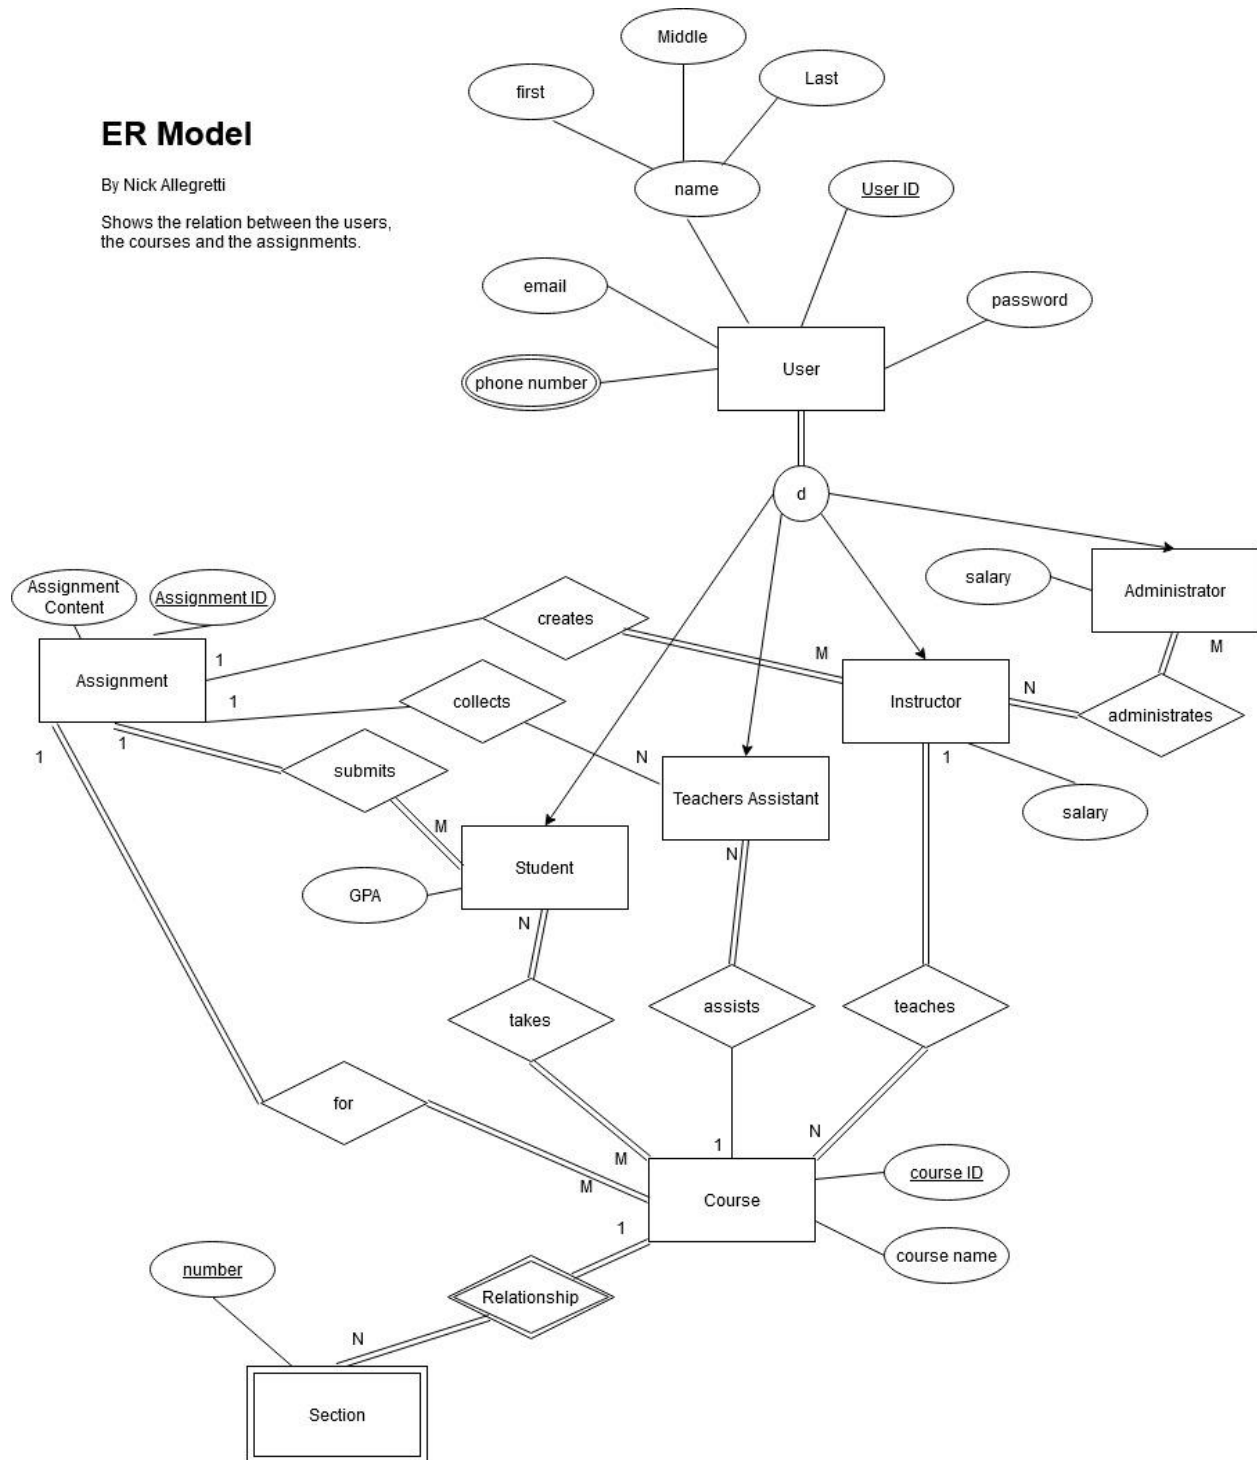 Middle
Last
first
ER Model
By Nick Allegretti
name
User ID
Shows the relation between the users,
the courses and the assignments.
email
password
User
phone number
d
salary
Administrator
Assignment
Content
Assignment ID
creates
M
M
1
Assignment
N
Instructor
administrates
1
collects
1
1
N
submits
Teachers Assistant
salary
M
N
Student
GPA
N
takes
assists
teaches
for
N
1
M
M
course ID
Course
1
course name
number
Relationship
N
Section